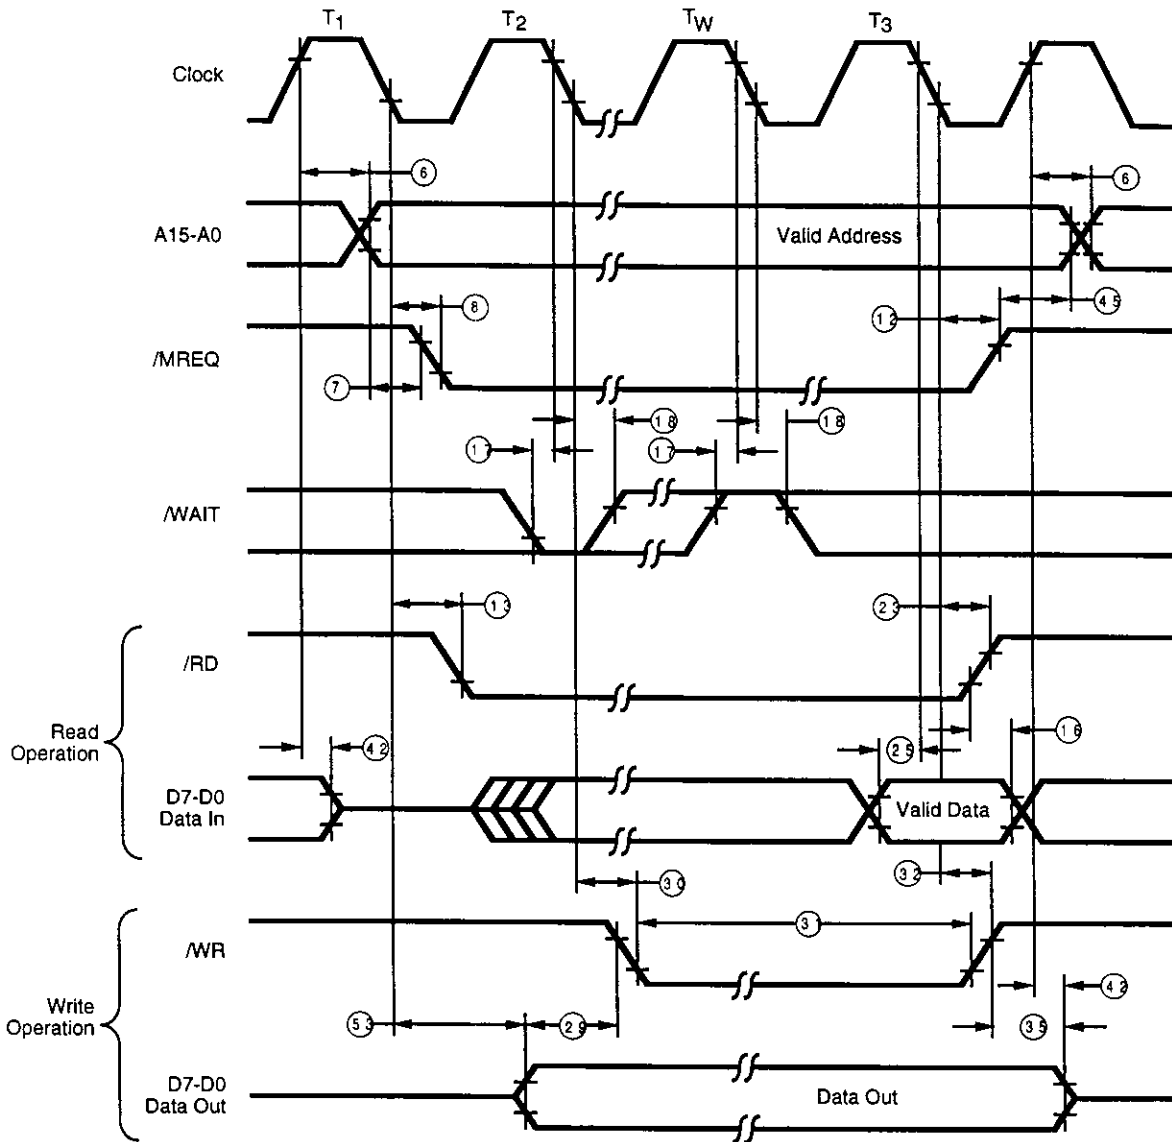 T1 T2 TW T3
Clock
6 6
A15-A0 Valid Address
8 45
12
/MREQ
7
18 18
17 17
/WAIT
13 23
/RD
Read
Operation
42 25 16
D7-D0
Data In
Valid Data
30 32
31
/WR
42
Write
Operation
53 29 35
D7-D0
Data Out
Data Out